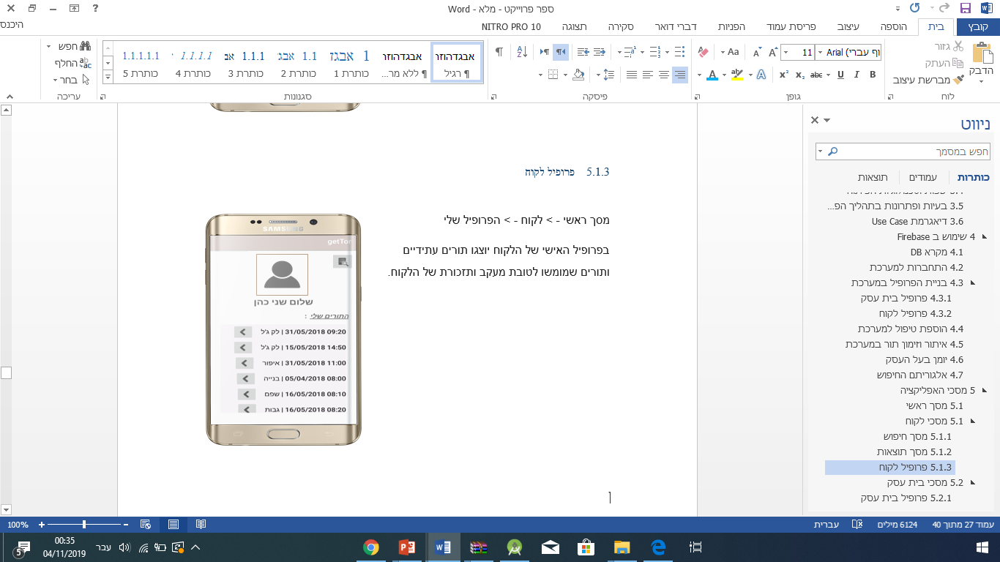 ספר פרוייקט - מלא - Word
קובץ
בית
הוספה
עיצוב
פריסת עמוד
הפניות
דברי דואר
סקירה
תצוגה
NITRO PRO 10
היכנס
הדבק
גזור
העתק
מברשת עיצוב
לוח
Arial (גוף עברי
11
Aa
B I U abc x₂ x² A A
גופן
פיסקה
אבגדהוזר
¶ רגיל
אבגדהוזר
¶ ללא מר...
1 אבגז
כותרת 1
1.1 אבג
כותרת 2
1.1.1 אב
כותרת 3
1.1.1.1
כותרת 4
1.1.1.1.1
כותרת 5
סגנונות
חפש
החלף
בחר
עריכה
ניווט
חפש במסמך
כותרות
עמודים
תוצאות
3.5 בעיות ופתרונות בתהליך הפ...
3.6 דיאגרמת Use Case
4 שימוש ב Firebase
4.1 מקרא DB
4.2 התחברות למערכת
4.3 בניית הפרופיל במערכת
4.3.1 פרופיל בית עסק
4.3.2 פרופיל לקוח
4.4 הוספת טיפול למערכת
4.5 איתור וזימון תור במערכת
4.6 יומן בעל העסק
4.7 אלגוריתם החיפוש
5 מסכי האפליקציה
5.1 מסך ראשי
5.1 מסכי לקוח
5.1.1 מסך חיפוש
5.1.2 מסך תוצאות
5.1.3 פרופיל לקוח
5.2 מסכי בית עסק
5.2.1 פרופיל בית עסק
5.1.3 פרופיל לקוח
מסך ראשי - > לקוח - > הפרופיל שלי
בפרופיל האישי של הלקוח יוצגו תורים עתידיים
ותורים שמומשו לטובת מעקב ותזכורת של הלקוח.
SAMSUNG
getTor
שלום שני כהן
התורים שלי :
31/05/2018 09:20 | לק ג'ל
15/05/2018 14:50 | לק ג'ל
31/05/2018 11:00 | איפור
05/04/2018 08:00 | בנייה
16/05/2018 08:10 | שפם
16/05/2018 08:20 | גבות
עמוד 27 מתוך 40
6124 מילים
עברית
100%
עבר
00:35
04/11/2019
5